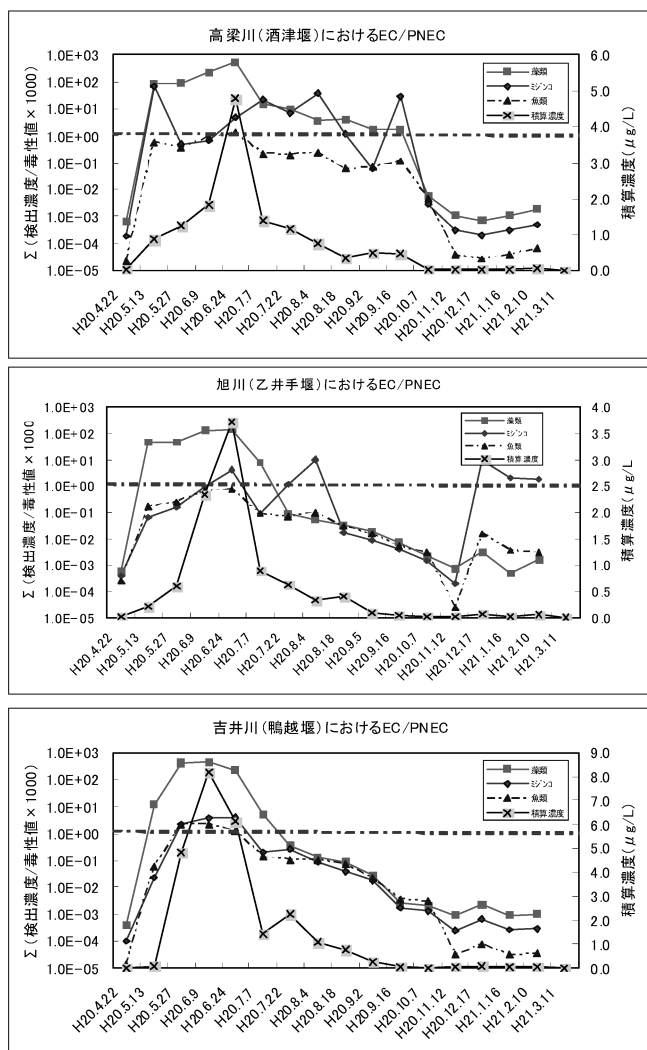 高梁川(酒津堰)におけるEC/PNEC
Σ(検出濃度/毒性値×1000)
1.0E+03
1.0E+02
1.0E+01
1.0E+00
1.0E-01
1.0E-02
1.0E-03
1.0E-04
1.0E-05
藻類
ミジンコ
魚類
積算濃度
6.0
5.0
4.0
3.0
2.0
1.0
0.0
積算濃度(μg/L)
H20.4.22
H20.5.13
H20.5.27
H20.6.9
H20.6.24
H20.7.7
H20.7.22
H20.8.4
H20.8.18
H20.9.2
H20.9.16
H20.10.7
H20.11.12
H20.12.17
H21.1.16
H21.2.10
H21.3.11
旭川(乙井手堰)におけるEC/PNEC
Σ(検出濃度/毒性値×1000
1.0E+03
1.0E+02
1.0E+01
1.0E+00
1.0E-01
1.0E-02
1.0E-03
1.0E-04
1.0E-05
藻類
ミジンコ
魚類
積算濃度
4.0
3.5
3.0
2.5
2.0
1.5
1.0
0.5
0.0
積算濃度(μg/L
H20.4.22
H20.5.13
H20.5.27
H20.6.9
H20.6.24
H20.7.7
H20.7.22
H20.8.4
H20.8.18
H20.9.5
H20.9.16
H20.10.7
H20.11.12
H20.12.17
H21.1.16
H21.2.10
H21.3.11
吉井川(鴨越堰)におけるEC/PNEC
Σ(検出濃度/毒性値×1000)
1.0E+03
1.0E+02
1.0E+01
1.0E+00
1.0E-01
1.0E-02
1.0E-03
1.0E-04
1.0E-05
藻類
ミジンコ
魚類
積算濃度
9.0
8.0
7.0
6.0
5.0
4.0
3.0
2.0
1.0
0.0
積算濃度(μg/L)
H20.4.22
H20.5.13
H20.5.27
H20.6.9
H20.6.24
H20.7.7
H20.7.22
H20.8.4
H20.8.18
H20.9.2
H20.9.16
H20.10.7
H20.11.12
H20.12.17
H21.1.16
H21.2.10
H21.3.11